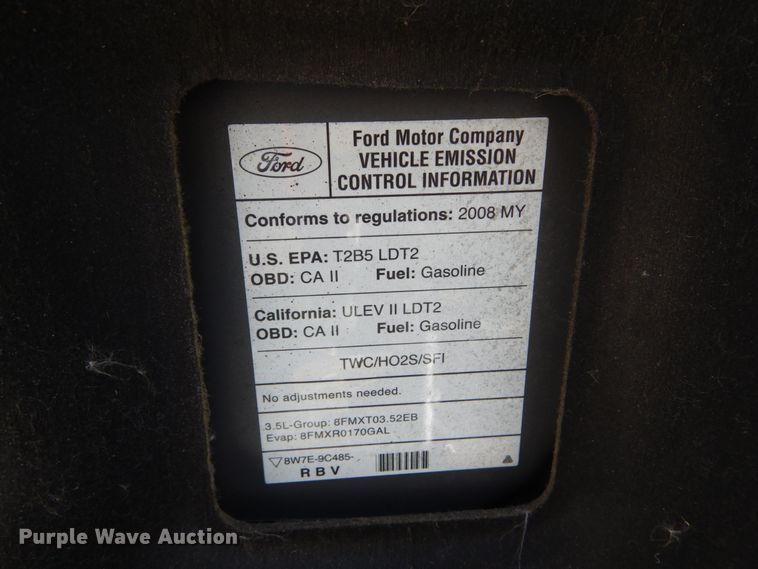 Ford
Ford Motor Company
VEHICLE EMISSION
CONTROL INFORMATION
Conforms to regulations: 2008 MY
U.S. EPA: T2B5 LDT2
OBD: CA II Fuel: Gasoline
California: ULEV II LDT2
OBD: CA II Fuel: Gasoline
TWC/HO2S/SFI
No adjustments needed.
3.5L-Group: 8FMXT03.52EB
Evap: 8FMXR0170GAL
8W7E-9C485-
RBV
Purple Wave Auction